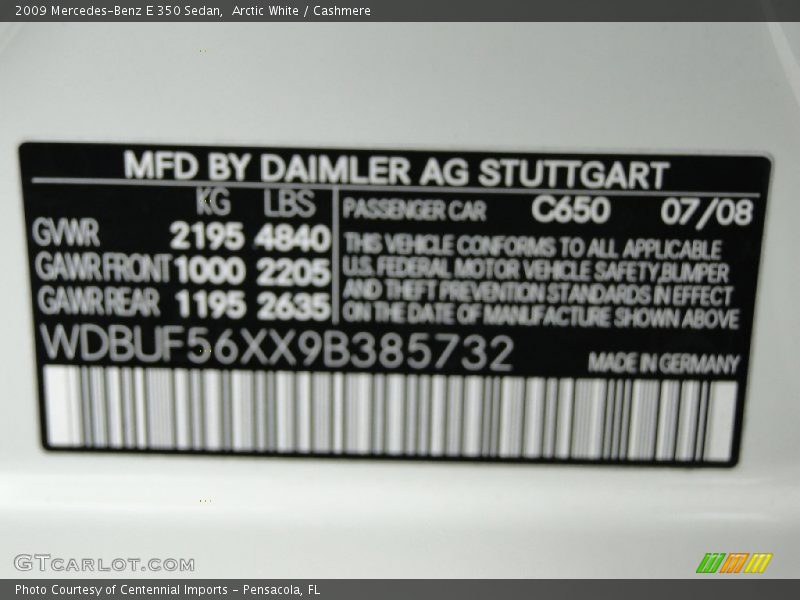 2009 Mercedes-Benz E 350 Sedan,  Arctic White / Cashmere
MFD BY DAIMLER AG STUTTGART
KG LBS
GVWR 2195 4840
GAWR FRONT 1000 2205
GAWR REAR 1195 2635
PASSENGER CAR C650 07/08
THIS VEHICLE CONFORMS TO ALL APPLICABLE
U.S. FEDERAL MOTOR VEHICLE SAFETY,BUMPER
AND THEFT PREVENTION STANDARDS IN EFFECT
ON THE DATE OF MANUFACTURE SHOWN ABOVE
WDBUF56XX9B385732
MADE IN GERMANY
GTCARLOT.COM
Photo Courtesy of Centennial Imports - Pensacola, FL